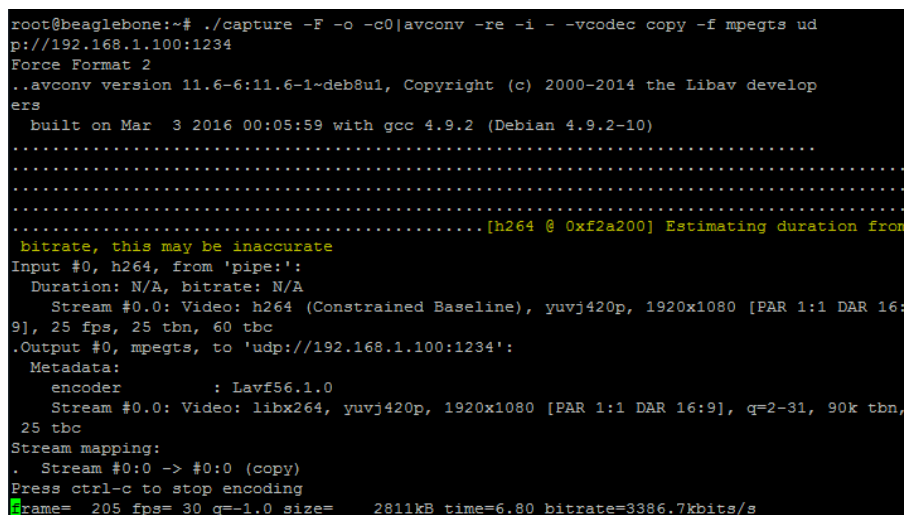 root@beaglebone:~# ./capture -F -o -c0|avconv -re -i - -vcodec copy -f mpegts ud
p://192.168.1.100:1234
Force Format 2
..avconv version 11.6-6:11.6-1~deb8u1, Copyright (c) 2000-2014 the Libav develop
ers
  built on Mar  3 2016 00:05:59 with gcc 4.9.2 (Debian 4.9.2-10)
.........................................................................
................................................................................
................................................................................
................................................................................
...........................................[h264 @ 0xf2a200] Estimating duration from
 bitrate, this may be inaccurate
Input #0, h264, from 'pipe:':
  Duration: N/A, bitrate: N/A
    Stream #0.0: Video: h264 (Constrained Baseline), yuvj420p, 1920x1080 [PAR 1:1 DAR 16:
9], 25 fps, 25 tbn, 60 tbc
.Output #0, mpegts, to 'udp://192.168.1.100:1234':
  Metadata:
    encoder         : Lavf56.1.0
    Stream #0.0: Video: libx264, yuvj420p, 1920x1080 [PAR 1:1 DAR 16:9], q=2-31, 90k tbn,
 25 tbc
Stream mapping:
.  Stream #0:0 -> #0:0 (copy)
Press ctrl-c to stop encoding
frame=  205 fps= 30 q=-1.0 size=    2811kB time=6.80 bitrate=3386.7kbits/s